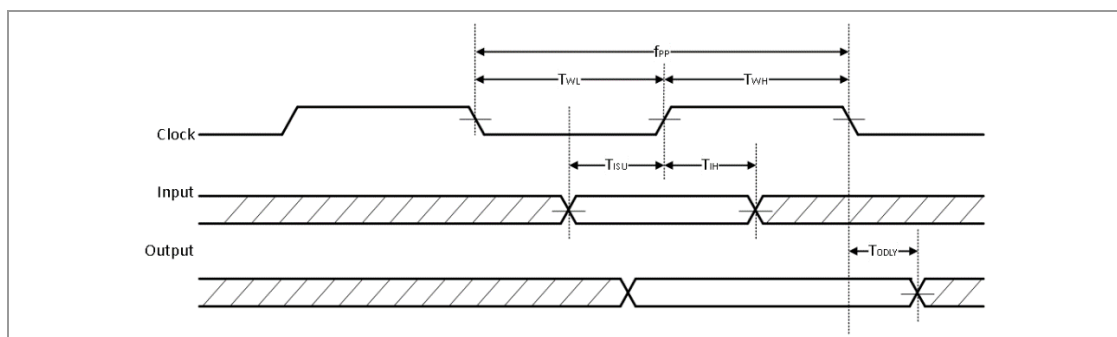 fPP
TWL TWH
Clock
TISU TIH
Input
Output
TODLY